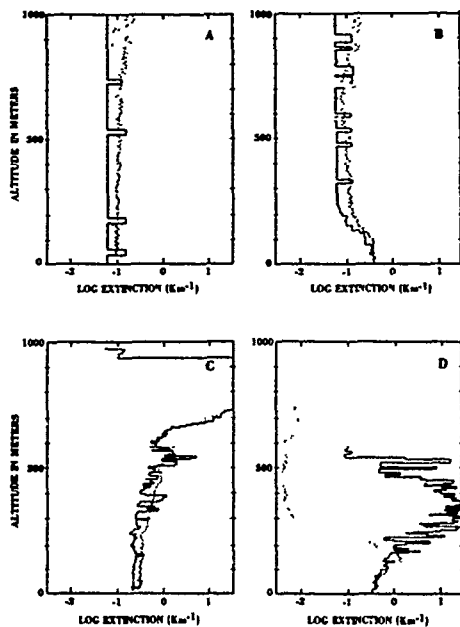 1000
A
500
0
-2
-1
0
1
LOG EXTINCTION (Km-1)
ALTITUDE IN METERS
1000
B
500
0
-2
-1
0
1
LOG EXTINCTION (Km-1)
1000
C
500
0
-2
-1
0
1
LOG EXTINCTION (Km-1)
ALTITUDE IN METERS
1000
D
500
0
-2
-1
0
1
LOG EXTINCTION (Km-1)